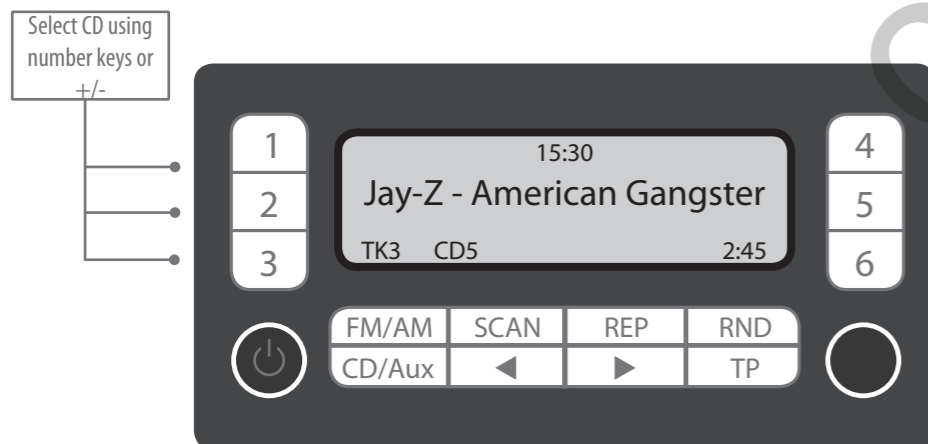 Select CD using
number keys or
+/-
1
2
3
15:30
Jay-Z - American Gangster
TK3 CD5 2:45
4
5
6
FM/AM SCAN REP RND
CD/Aux ◀ ▶ TP